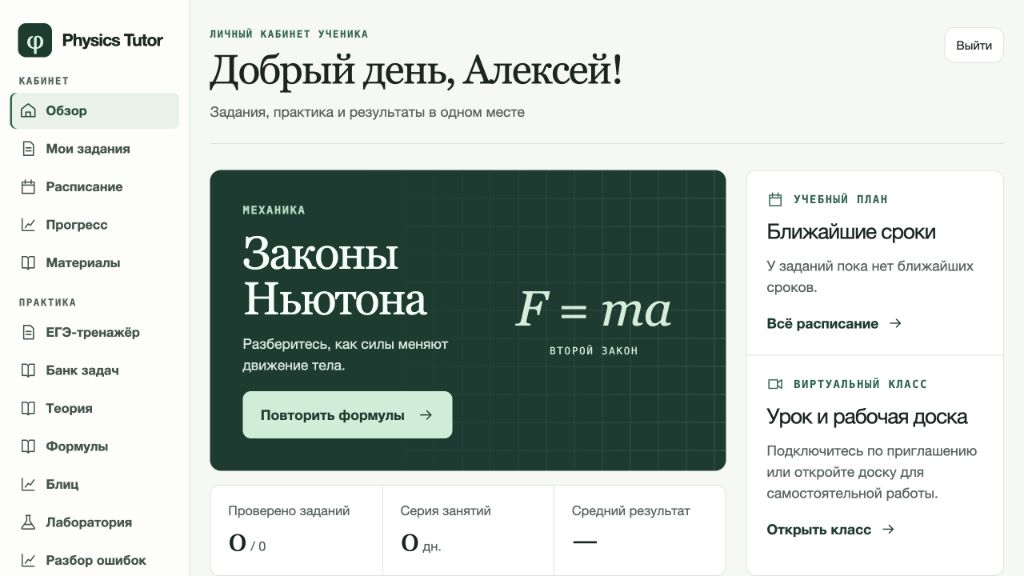 φ Physics Tutor
КАБИНЕТ
Обзор
Мои задания
Расписание
Прогресс
Материалы
ПРАКТИКА
ЕГЭ-тренажёр
Банк задач
Теория
Формулы
Блиц
Лаборатория
Разбор ошибок
ЛИЧНЫЙ КАБИНЕТ УЧЕНИКА
Добрый день, Алексей!
Задания, практика и результаты в одном месте
Выйти
МЕХАНИКА
Законы
Ньютона
Разберитесь, как силы меняют
движение тела.
Повторить формулы →
F = ma
ВТОРОЙ ЗАКОН
Проверено заданий
0 / 0
Серия занятий
0 дн.
Средний результат
—
УЧЕБНЫЙ ПЛАН
Ближайшие сроки
У заданий пока нет ближайших
сроков.
Всё расписание →
ВИРТУАЛЬНЫЙ КЛАСС
Урок и рабочая доска
Подключитесь по приглашению
или откройте доску для
самостоятельной работы.
Открыть класс →